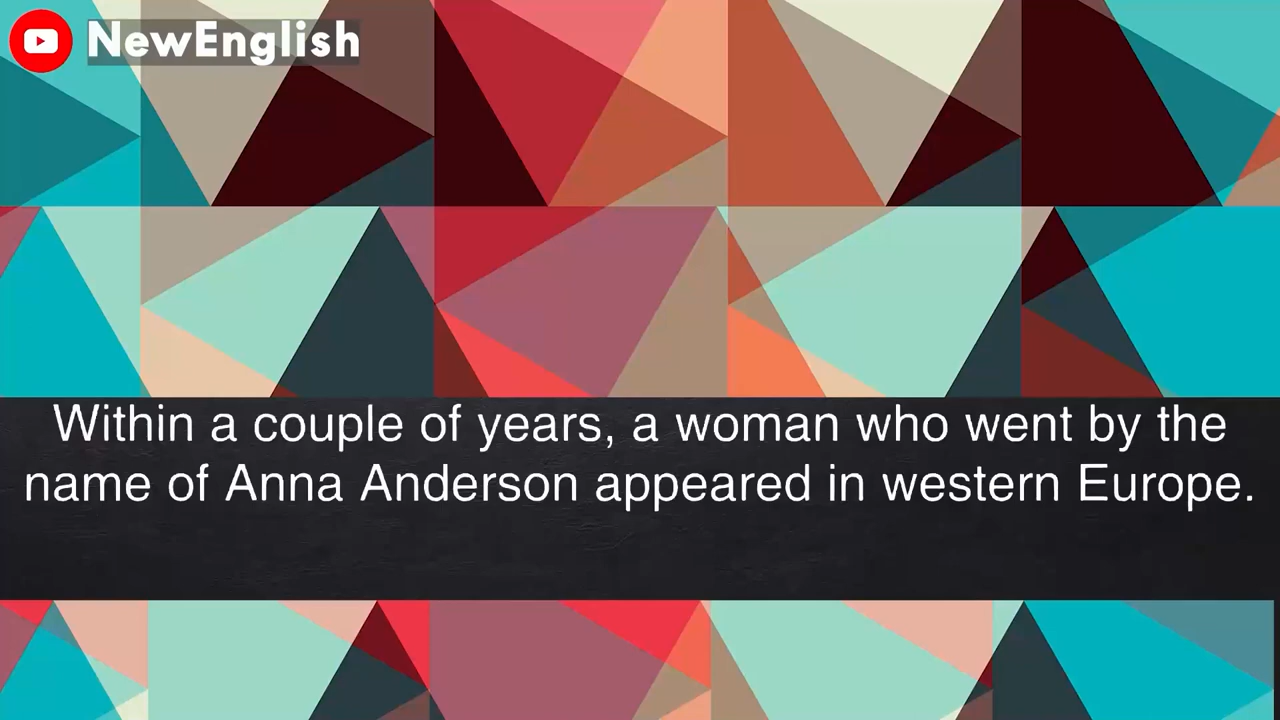 NewEnglish
Within a couple of years, a woman who went by the
name of Anna Anderson appeared in western Europe.